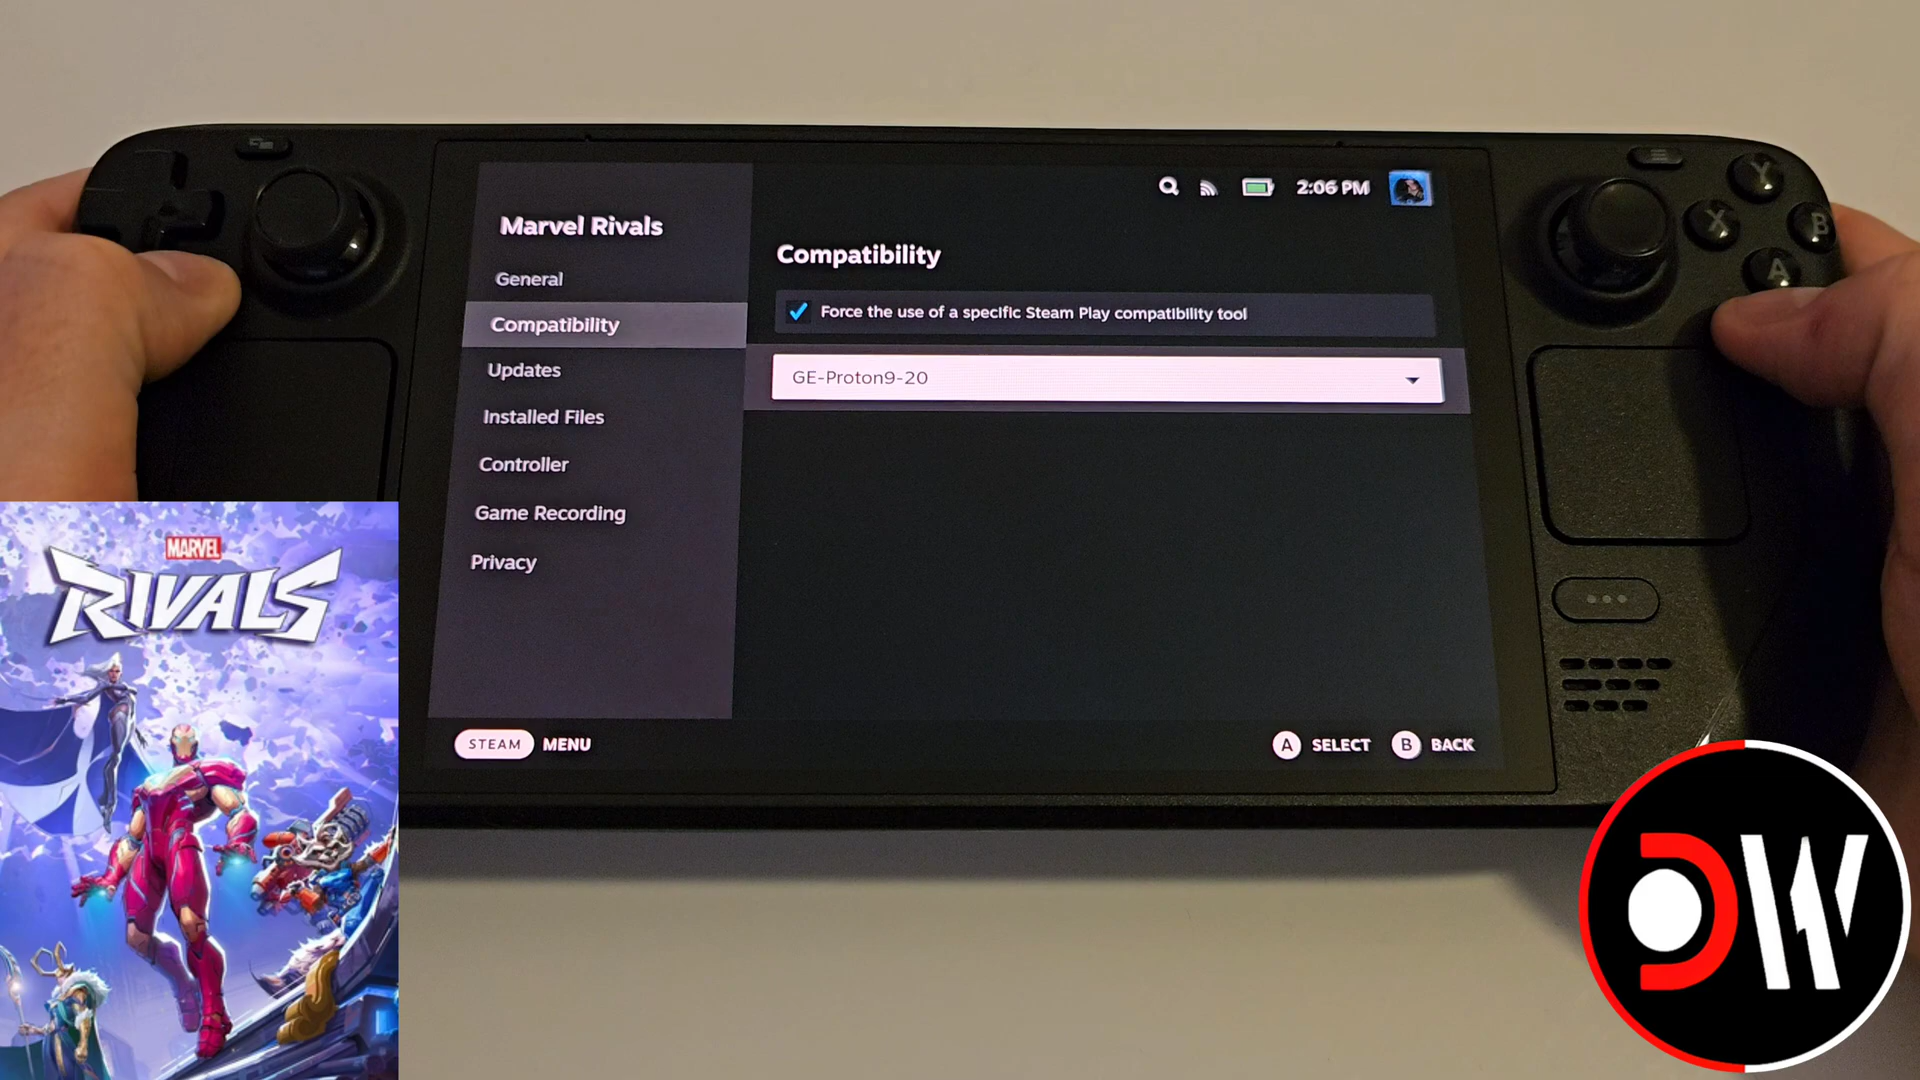 2:06 PM
Marvel Rivals
General
Compatibility
Updates
Installed Files
Controller
Game Recording
Privacy
Compatibility
Force the use of a specific Steam Play compatibility tool
GE-Proton9-20
STEAM MENU
A SELECT B BACK
Y
X
B
A
MARVEL
RIVALS
DW